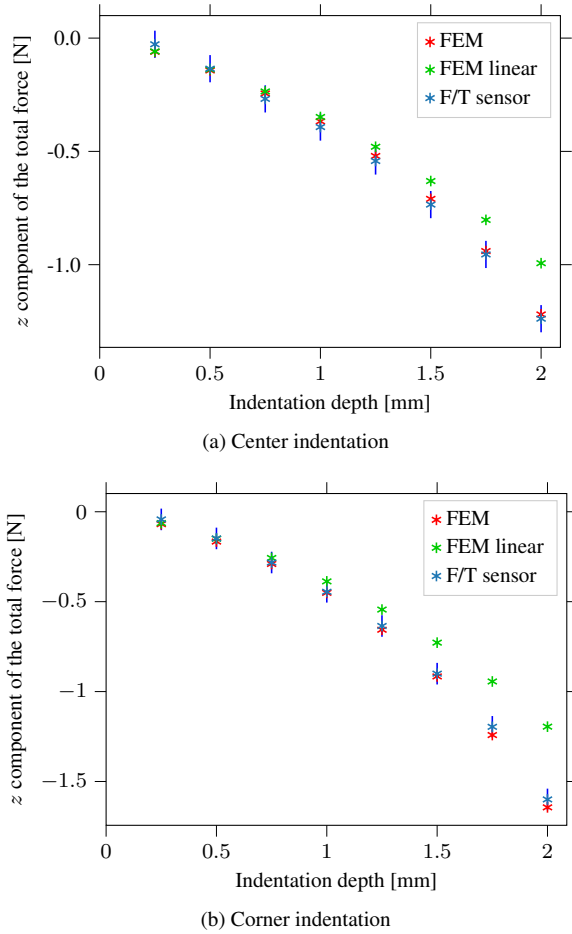 0.0
-0.5
-1.0
z component of the total force [N]
FEM
FEM linear
F/T sensor
0
0.5
1
1.5
2
Indentation depth [mm]
(a) Center indentation
0
−0.5
−1
−1.5
z component of the total force [N]
FEM
FEM linear
F/T sensor
0
0.5
1
1.5
2
Indentation depth [mm]
(b) Corner indentation